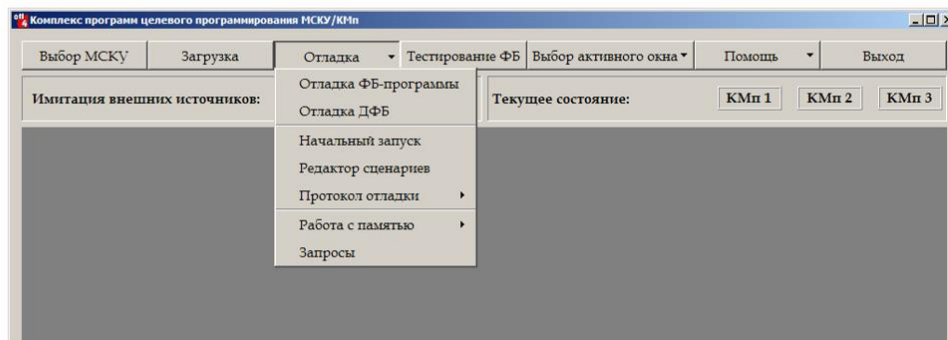 Комплекс программ целевого программирования МСКУ/КМп
Выбор МСКУ Загрузка Отладка Тестирование ФБ Выбор активного окна Помощь Выход
Имитация внешних источников: Текущее состояние: КМп 1 КМп 2 КМп 3
Отладка ФБ-программы
Отладка ДФБ
Начальный запуск
Редактор сценариев
Протокол отладки
Работа с памятью
Запросы